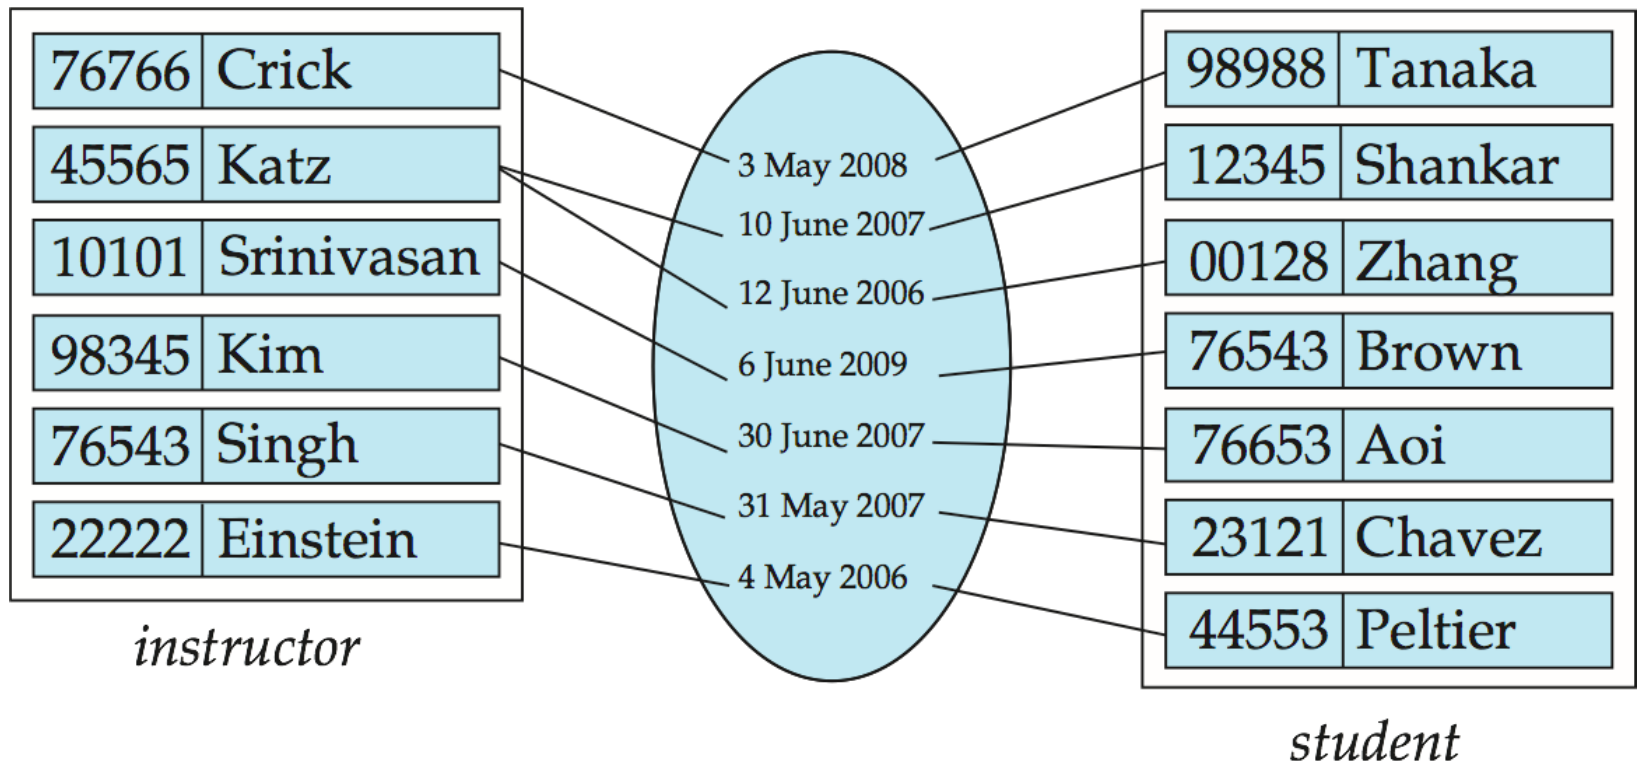 76766 Crick
45565 Katz
10101 Srinivasan
98345 Kim
76543 Singh
22222 Einstein
instructor
3 May 2008
10 June 2007
12 June 2006
6 June 2009
30 June 2007
31 May 2007
4 May 2006
98988 Tanaka
12345 Shankar
00128 Zhang
76543 Brown
76653 Aoi
23121 Chavez
44553 Peltier
student